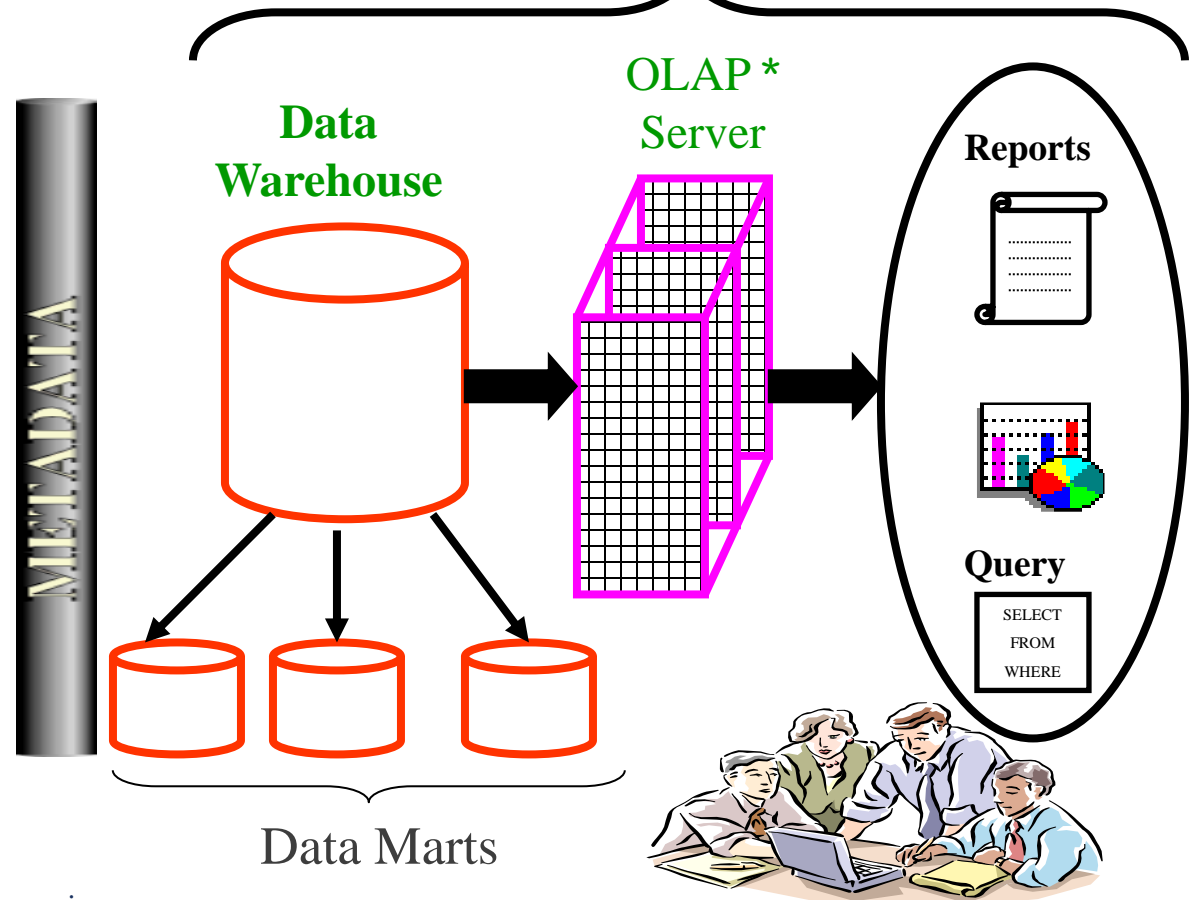 METADATA
Data
Warehouse
OLAP *
Server
Reports
Query
SELECT
FROM
WHERE
Data Marts